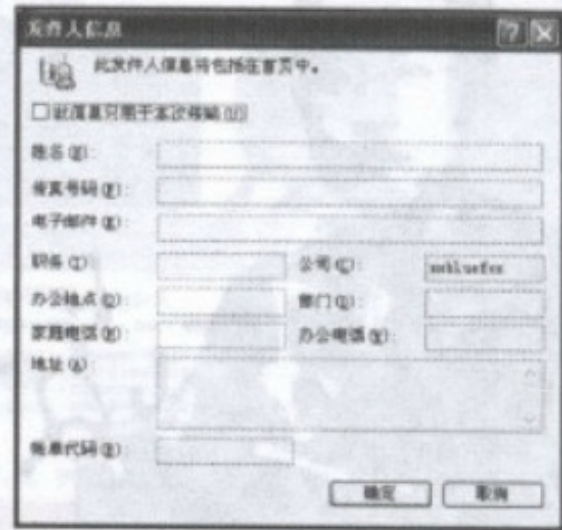 发件人信息
此发件人信息将包括在首页中。
此信息只用于本次传输(U)
姓名(N):
传真号码(F):
电子邮件(E):
职务(T): 公司(C):
办公地点(O): 部门(D):
家庭电话(H): 办公电话(W):
地址(A):
帐单代码(B):
确定 取消